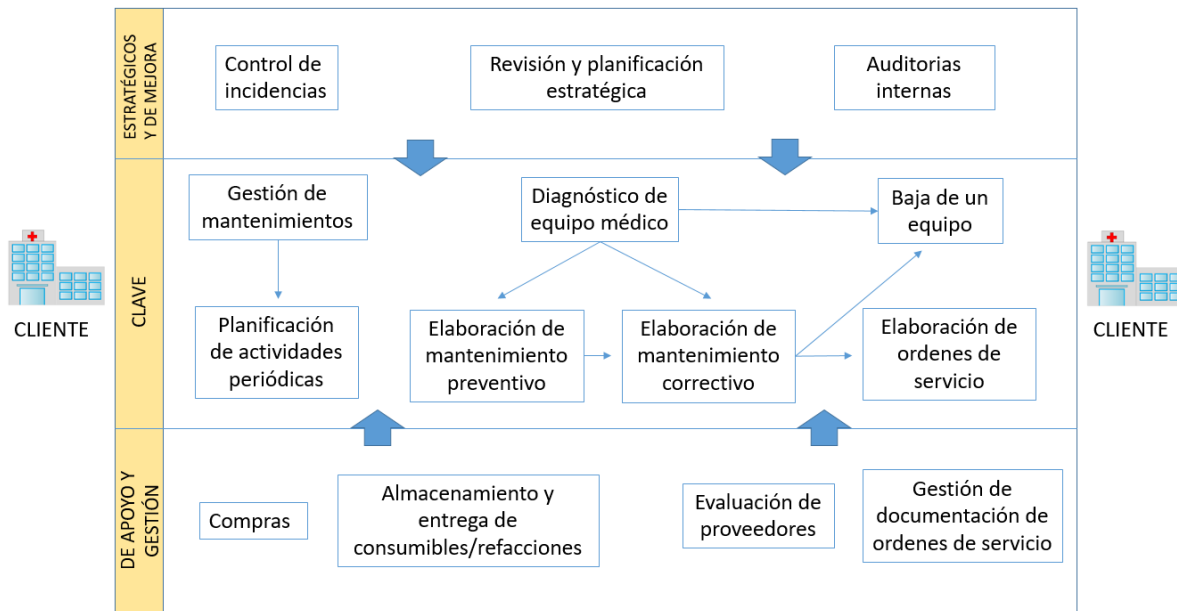 ESTRATÉGICOS
Y DE MEJORA
Control de
incidencias
Revisión y planificación
estratégica
Auditorias
internas
CLIENTE
CLAVE
Gestión de
mantenimientos
Diagnóstico de
equipo médico
Baja de un
equipo
Planificación
de actividades
periódicas
Elaboración de
mantenimiento
preventivo
Elaboración de
mantenimiento
correctivo
Elaboración de
ordenes de
servicio
CLIENTE
DE APOYO Y
GESTIÓN
Compras
Almacenamiento y
entrega de
consumibles/refacciones
Evaluación de
proveedores
Gestión de
documentación de
ordenes de servicio